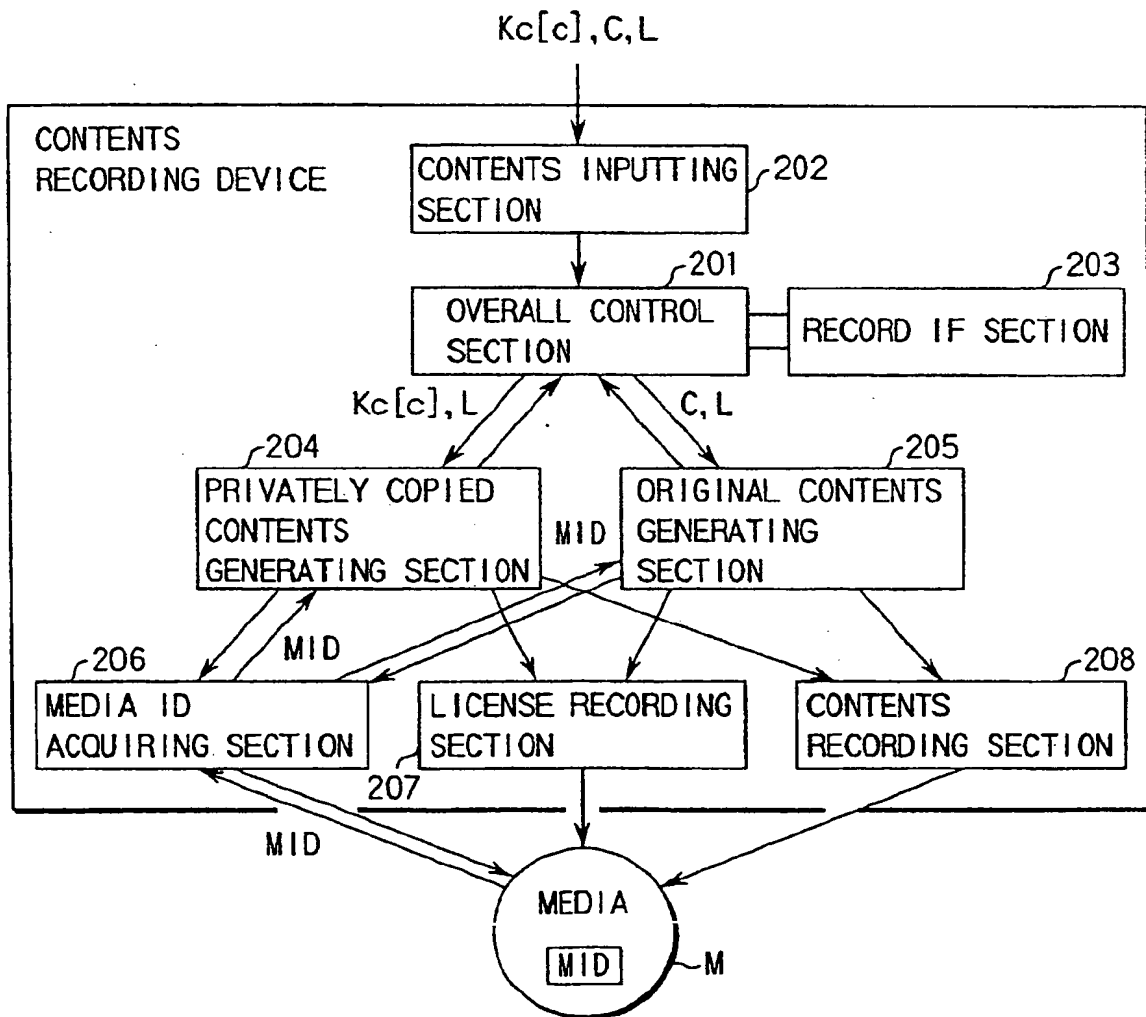 Kc[c],C,L
CONTENTS
RECORDING DEVICE
CONTENTS INPUTTING
SECTION
202
201
OVERALL CONTROL
SECTION
203
RECORD IF SECTION
Kc[c],L
C,L
204
PRIVATELY COPIED
CONTENTS
GENERATING SECTION
MID
205
ORIGINAL CONTENTS
GENERATING
SECTION
MID
206
MEDIA ID
ACQUIRING SECTION
LICENSE RECORDING
SECTION
207
208
CONTENTS
RECORDING SECTION
MID
MEDIA
MID
M